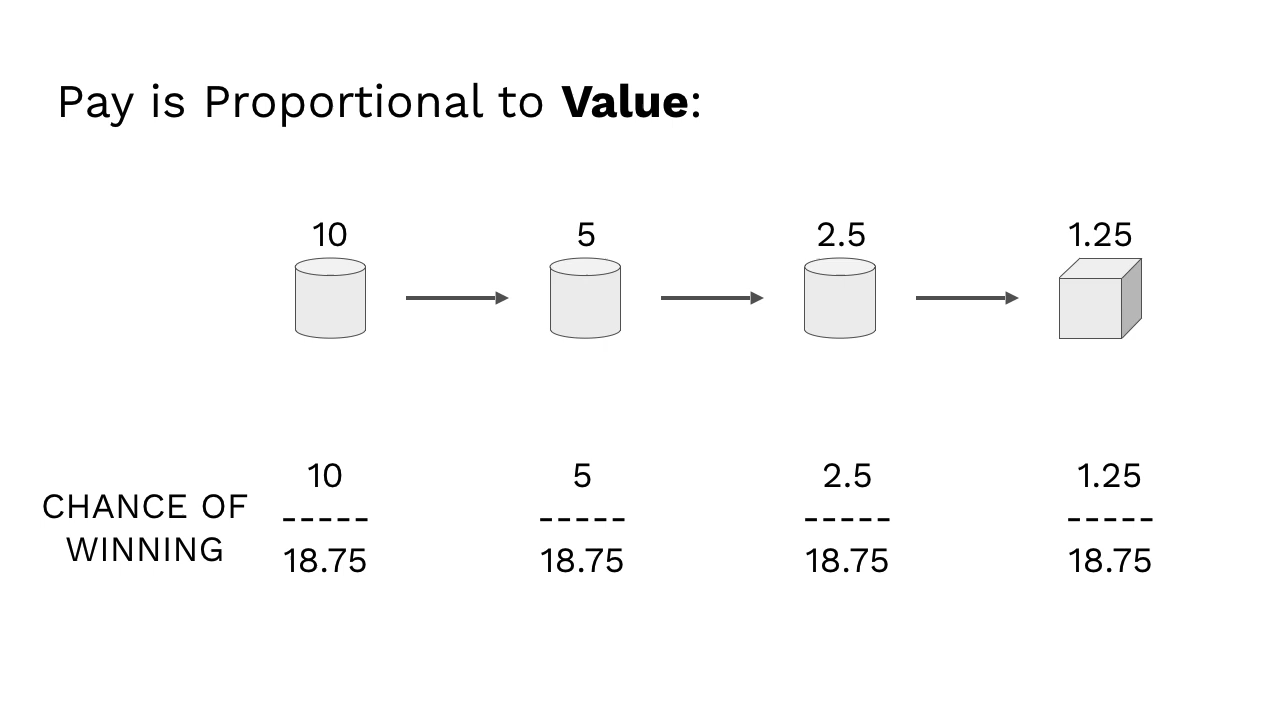 Pay is Proportional to Value:
10 5 2.5 1.25
CHANCE OF
WINNING
10 5 2.5 1.25
----- ----- ----- -----
18.75 18.75 18.75 18.75